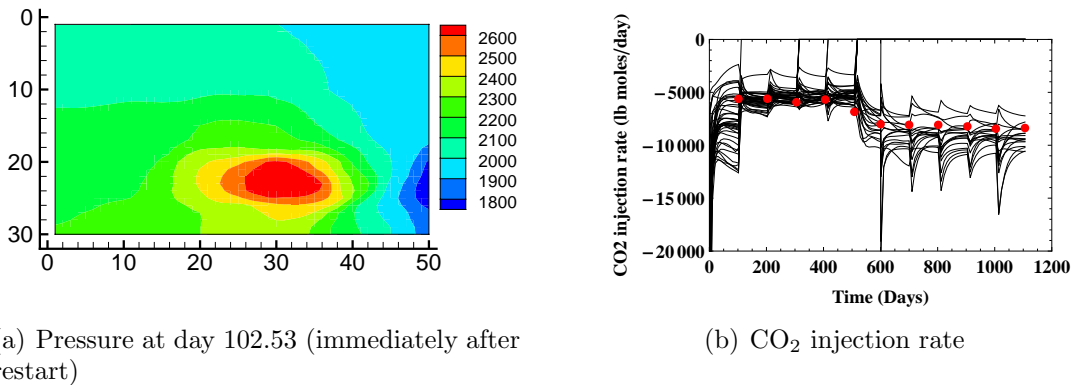 0
10
20
30
0 10 20 30 40 50
2600
2500
2400
2300
2200
2100
2000
1900
1800
CO2 injection rate (lb moles/day)
0
−5000
−10 000
−15 000
−20 000
0 200 400 600 800 1000 1200
Time (Days)
a) Pressure at day 102.53 (immediately after
restart)
(b) CO2 injection rate